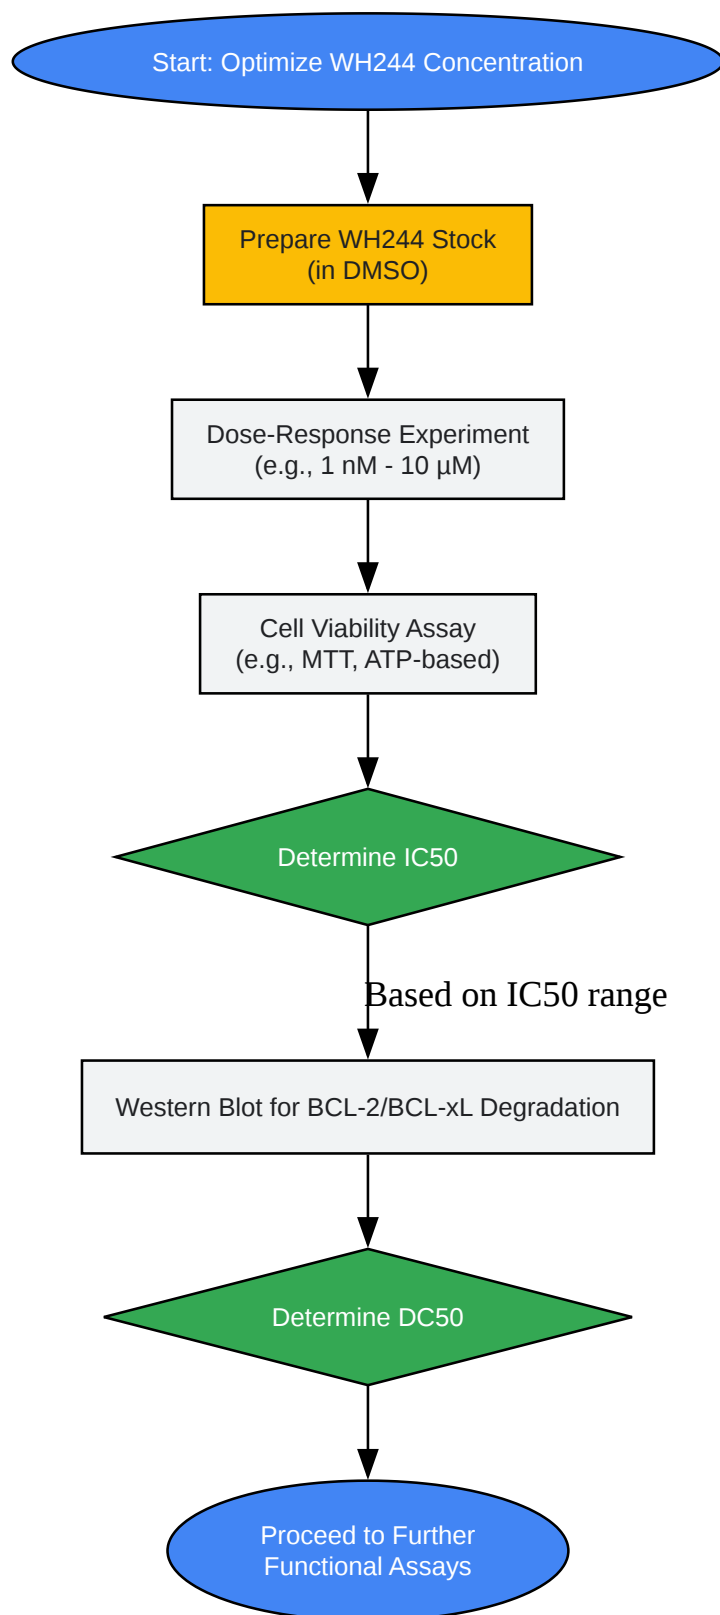 Start: Optimize WH244 Concentration
Prepare WH244 Stock
(in DMSO)
Dose-Response Experiment
(e.g., 1 nM - 10 µM)
Cell Viability Assay
(e.g., MTT, ATP-based)
Determine IC50
Based on IC50 range
Western Blot for BCL-2/BCL-xL Degradation
Determine DC50
Proceed to Further
Functional Assays